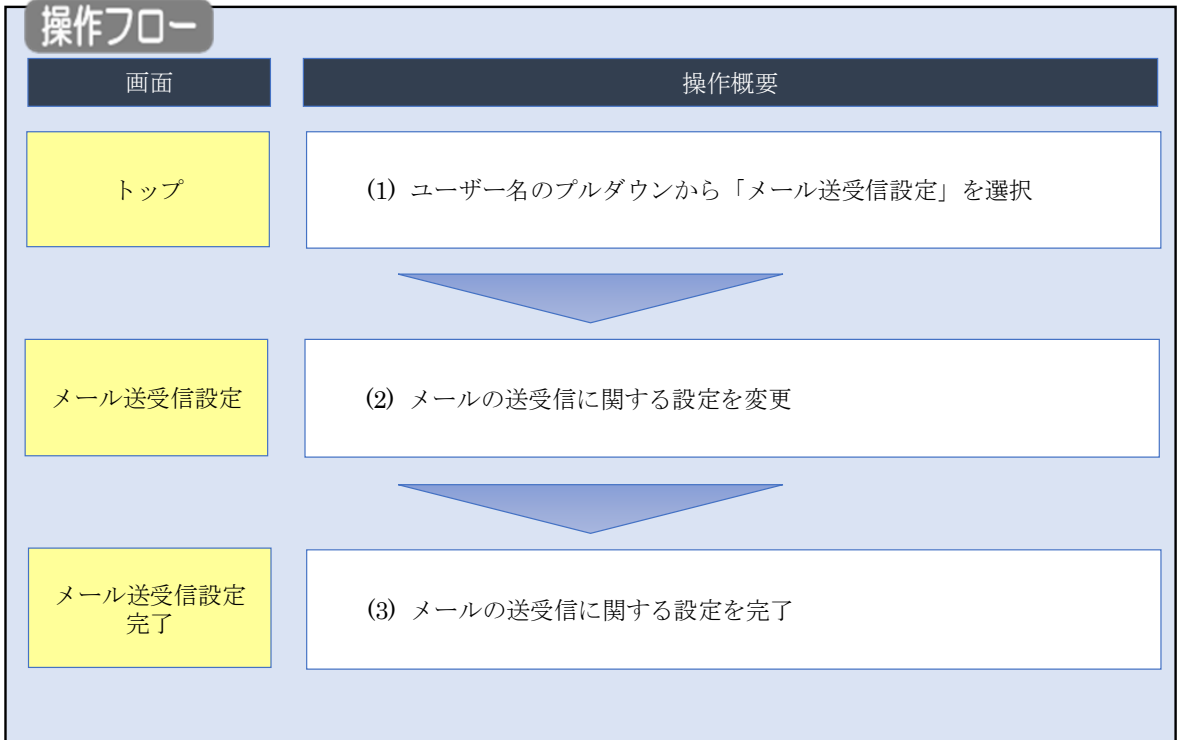 操作フロー
画面
操作概要
トップ
(1) ユーザー名のプルダウンから「メール送受信設定」を選択
メール送受信設定
(2) メールの送受信に関する設定を変更
メール送受信設定
完了
(3) メールの送受信に関する設定を完了